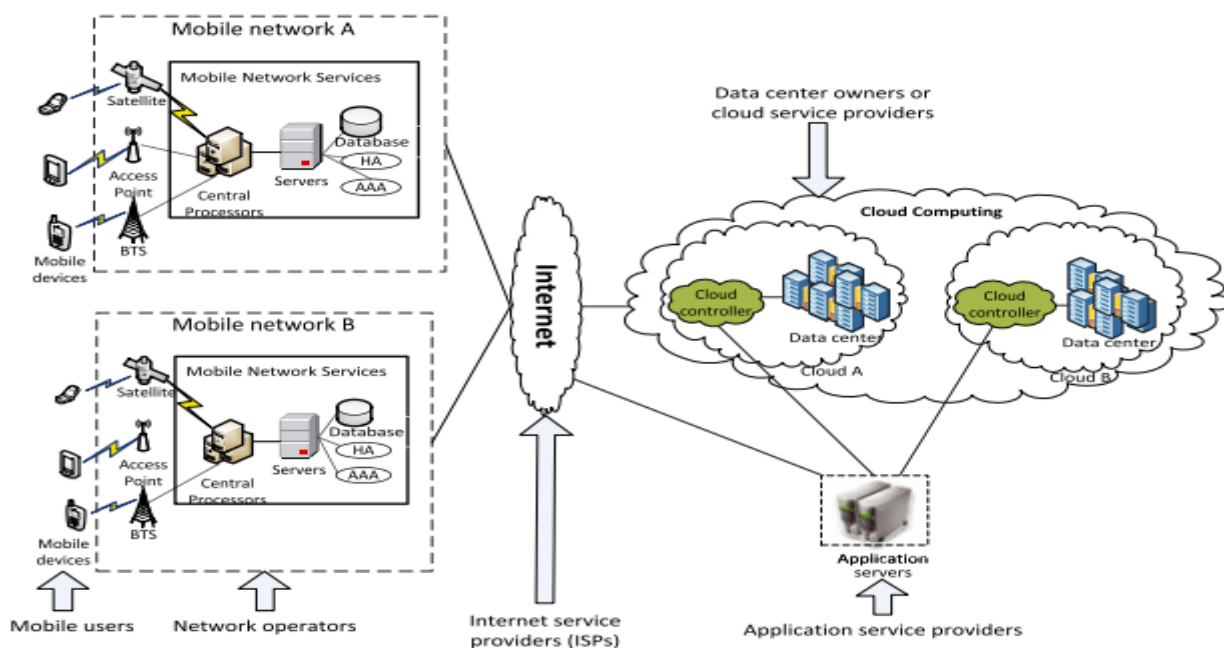 Mobile network A
Mobile Network Services
Satellite
Database
HA
AAA
Servers
Access
Point
Central
Processors
BTS
Mobile
devices
Mobile network B
Mobile Network Services
Satellite
Database
HA
AAA
Servers
Access
Point
Central
Processors
BTS
Mobile
devices
Mobile users
Network operators
Internet
Internet service
providers (ISPs)
Data center owners or
cloud service providers
Cloud Computing
Cloud
controller
Data center
Cloud A
Cloud
controller
Data center
Cloud B
Application
servers
Application service providers